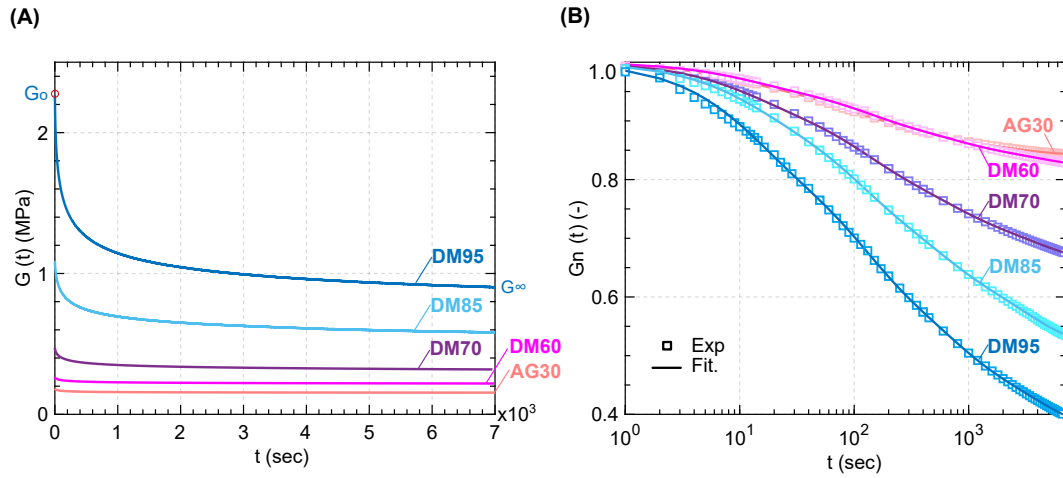 (A)
(B)
Go
2
1
0
G (t) (MPa)
DM95
G∞
DM85
DM70
DM60
AG30
0
1
2
3
4
5
6
7
x10³
t (sec)
1.0
0.8
0.6
0.4
Gn (t) (-)
AG30
DM60
DM70
DM85
DM95
Exp
Fit.
10⁰
10¹
10²
10³
t (sec)